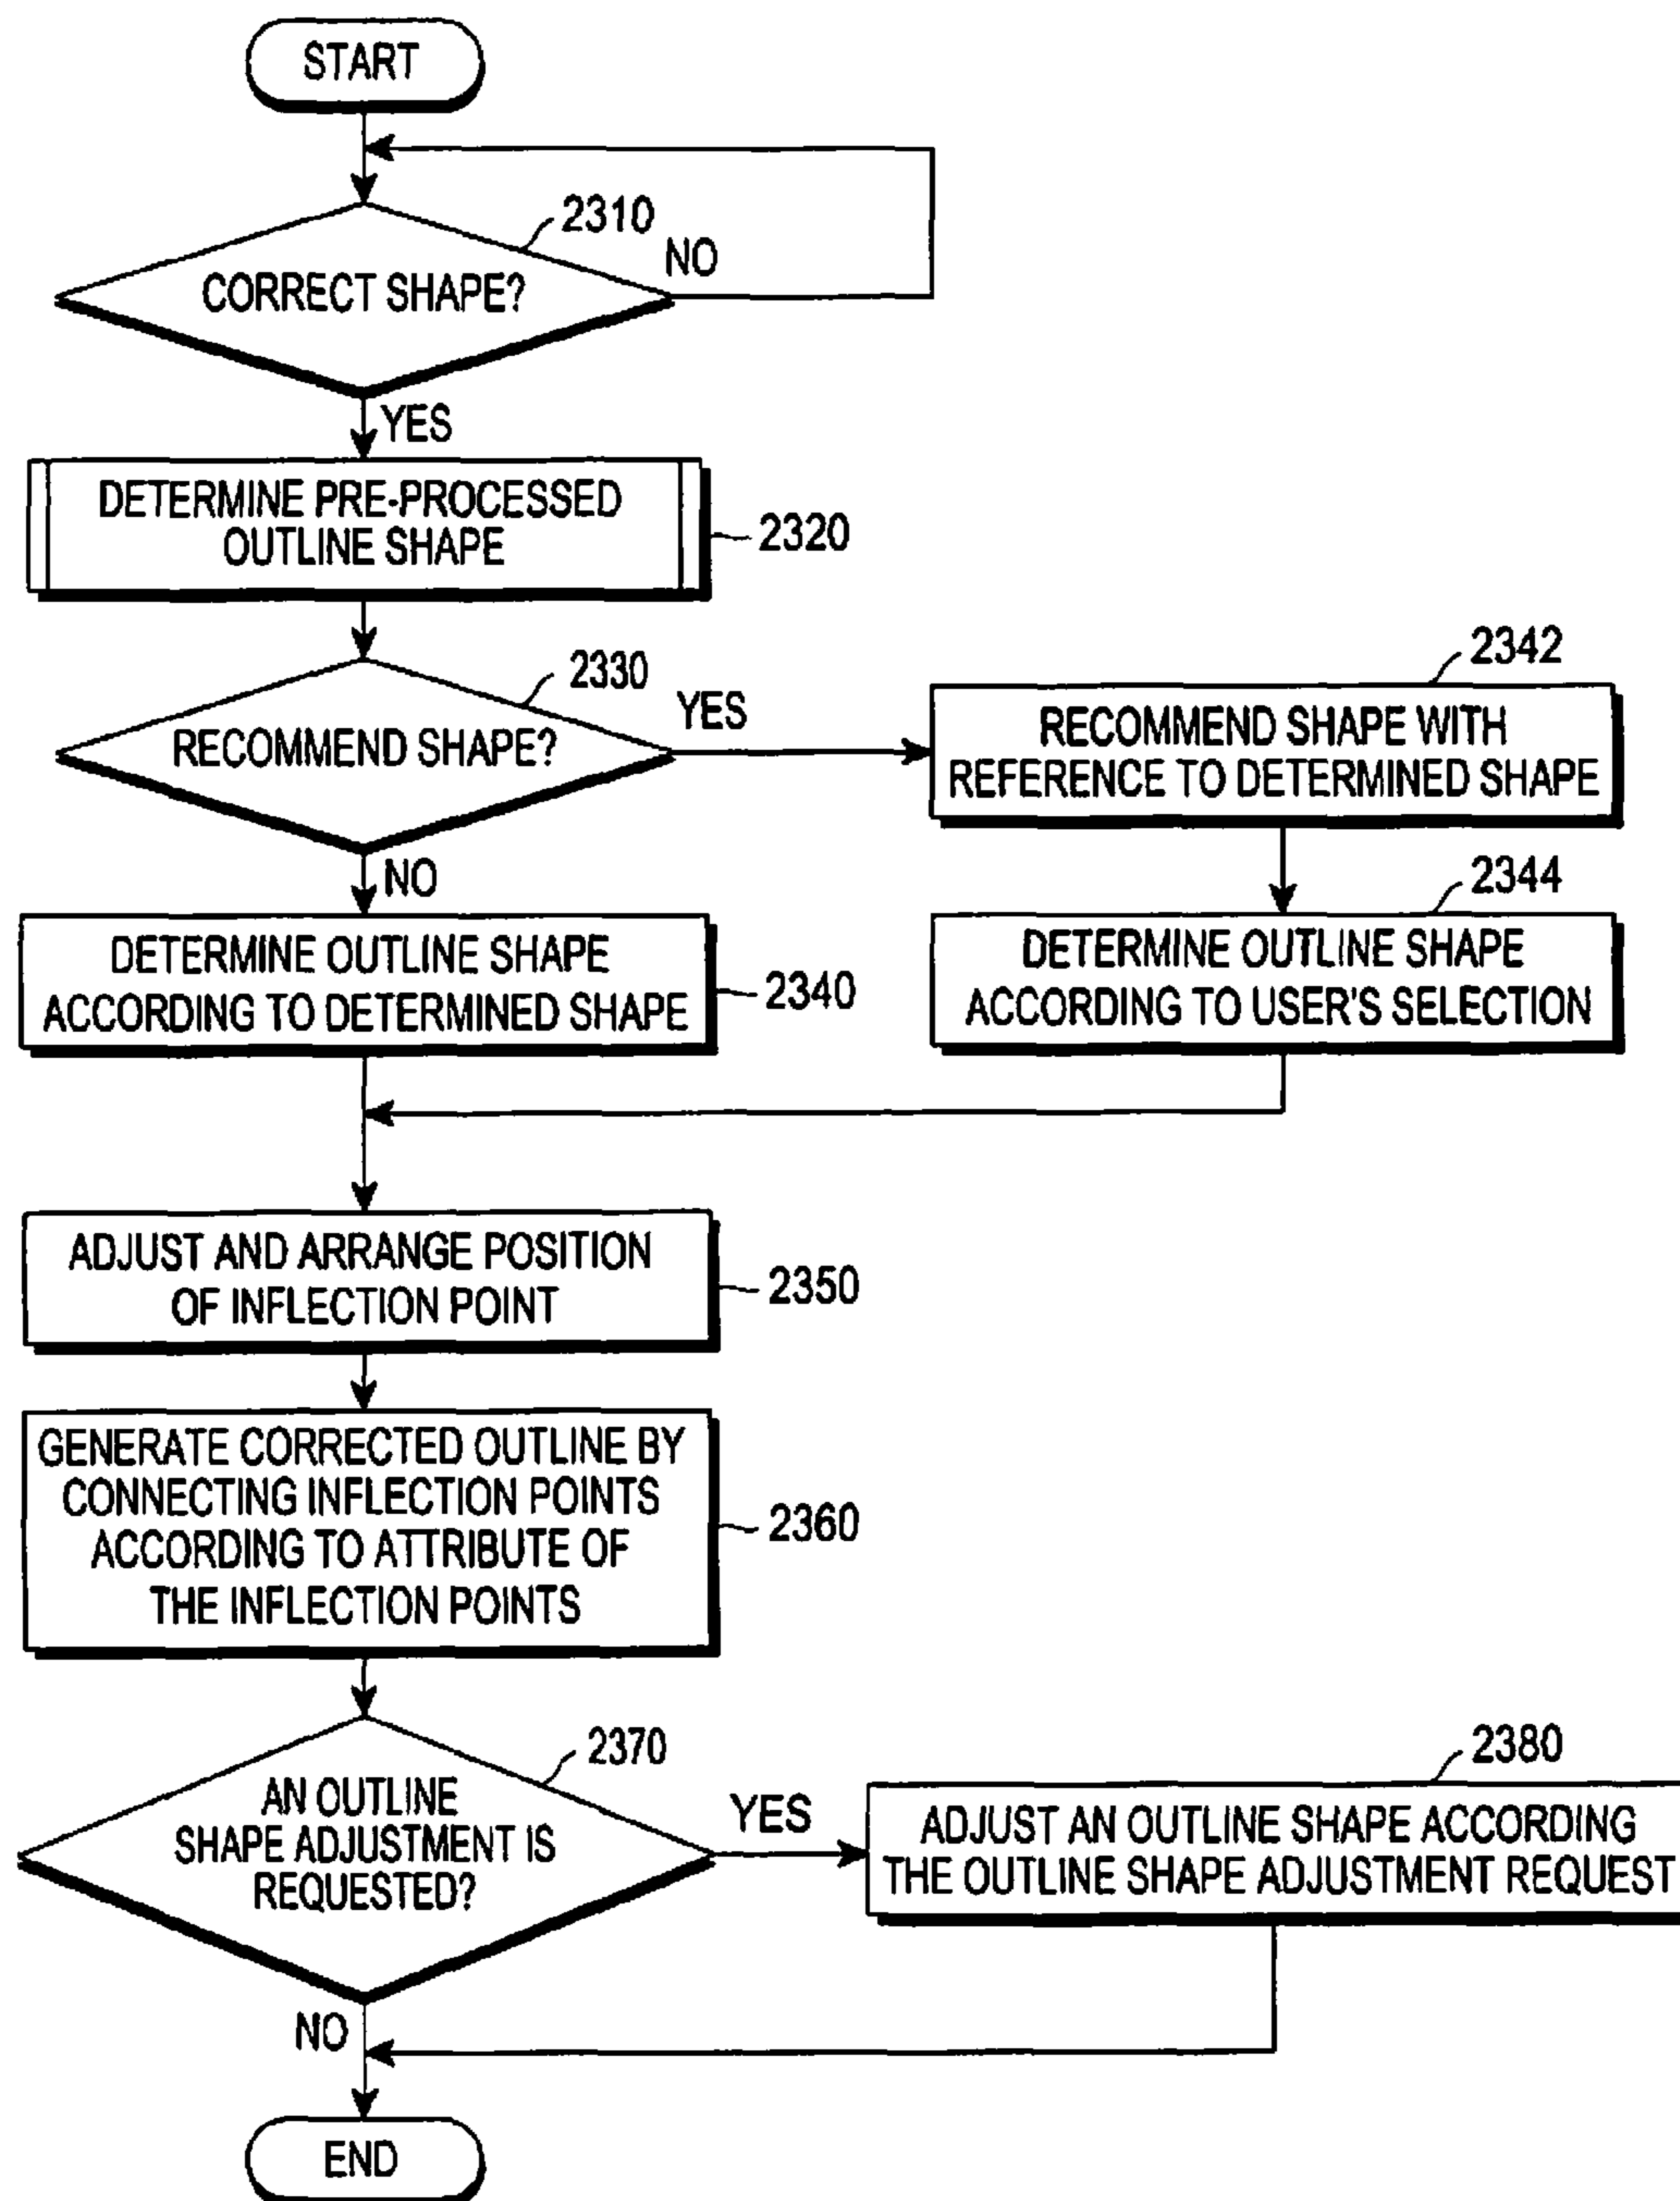 START
2310
NO
CORRECT SHAPE?
YES
DETERMINE PRE-PROCESSED
OUTLINE SHAPE
2320
2330
YES
RECOMMEND SHAPE?
2342
RECOMMEND SHAPE WITH
REFERENCE TO DETERMINED SHAPE
NO
2344
DETERMINE OUTLINE SHAPE
ACCORDING TO DETERMINED SHAPE
2340
DETERMINE OUTLINE SHAPE
ACCORDING TO USER'S SELECTION
ADJUST AND ARRANGE POSITION
OF INFLECTION POINT
2350
GENERATE CORRECTED OUTLINE BY
CONNECTING INFLECTION POINTS
ACCORDING TO ATTRIBUTE OF
THE INFLECTION POINTS
2360
2370
AN OUTLINE
SHAPE ADJUSTMENT IS
REQUESTED?
YES
2380
ADJUST AN OUTLINE SHAPE ACCORDING
THE OUTLINE SHAPE ADJUSTMENT REQUEST
NO
END